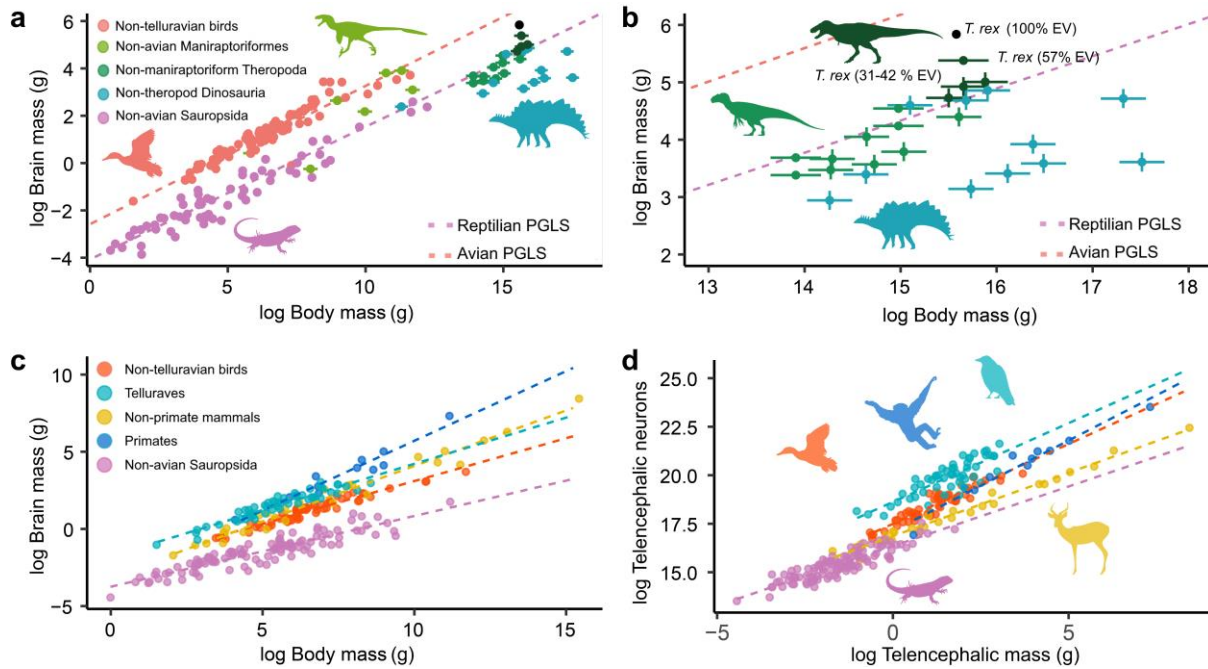 a
log Brain mass (g)
6
4
2
0
−2
−4
Non-telluravian birds
Non-avian Maniraptoriformes
Non-maniraptoriform Theropoda
Non-theropod Dinosauria
Non-avian Sauropsida
Reptilian PGLS
Avian PGLS
0 5 10 15
log Body mass (g)
b
log Brain mass (g)
6
5
4
3
2
T. rex (100% EV)
T. rex (57% EV)
T. rex (31-42 % EV)
Reptilian PGLS
Avian PGLS
13 14 15 16 17 18
log Body mass (g)
c
log Brain mass (g)
10
5
0
−5
Non-telluravian birds
Telluraves
Non-primate mammals
Primates
Non-avian Sauropsida
0 5 10 15
log Body mass (g)
d
log Telencephalic neurons
25.0
22.5
20.0
17.5
15.0
−5 0 5
log Telencephalic mass (g)